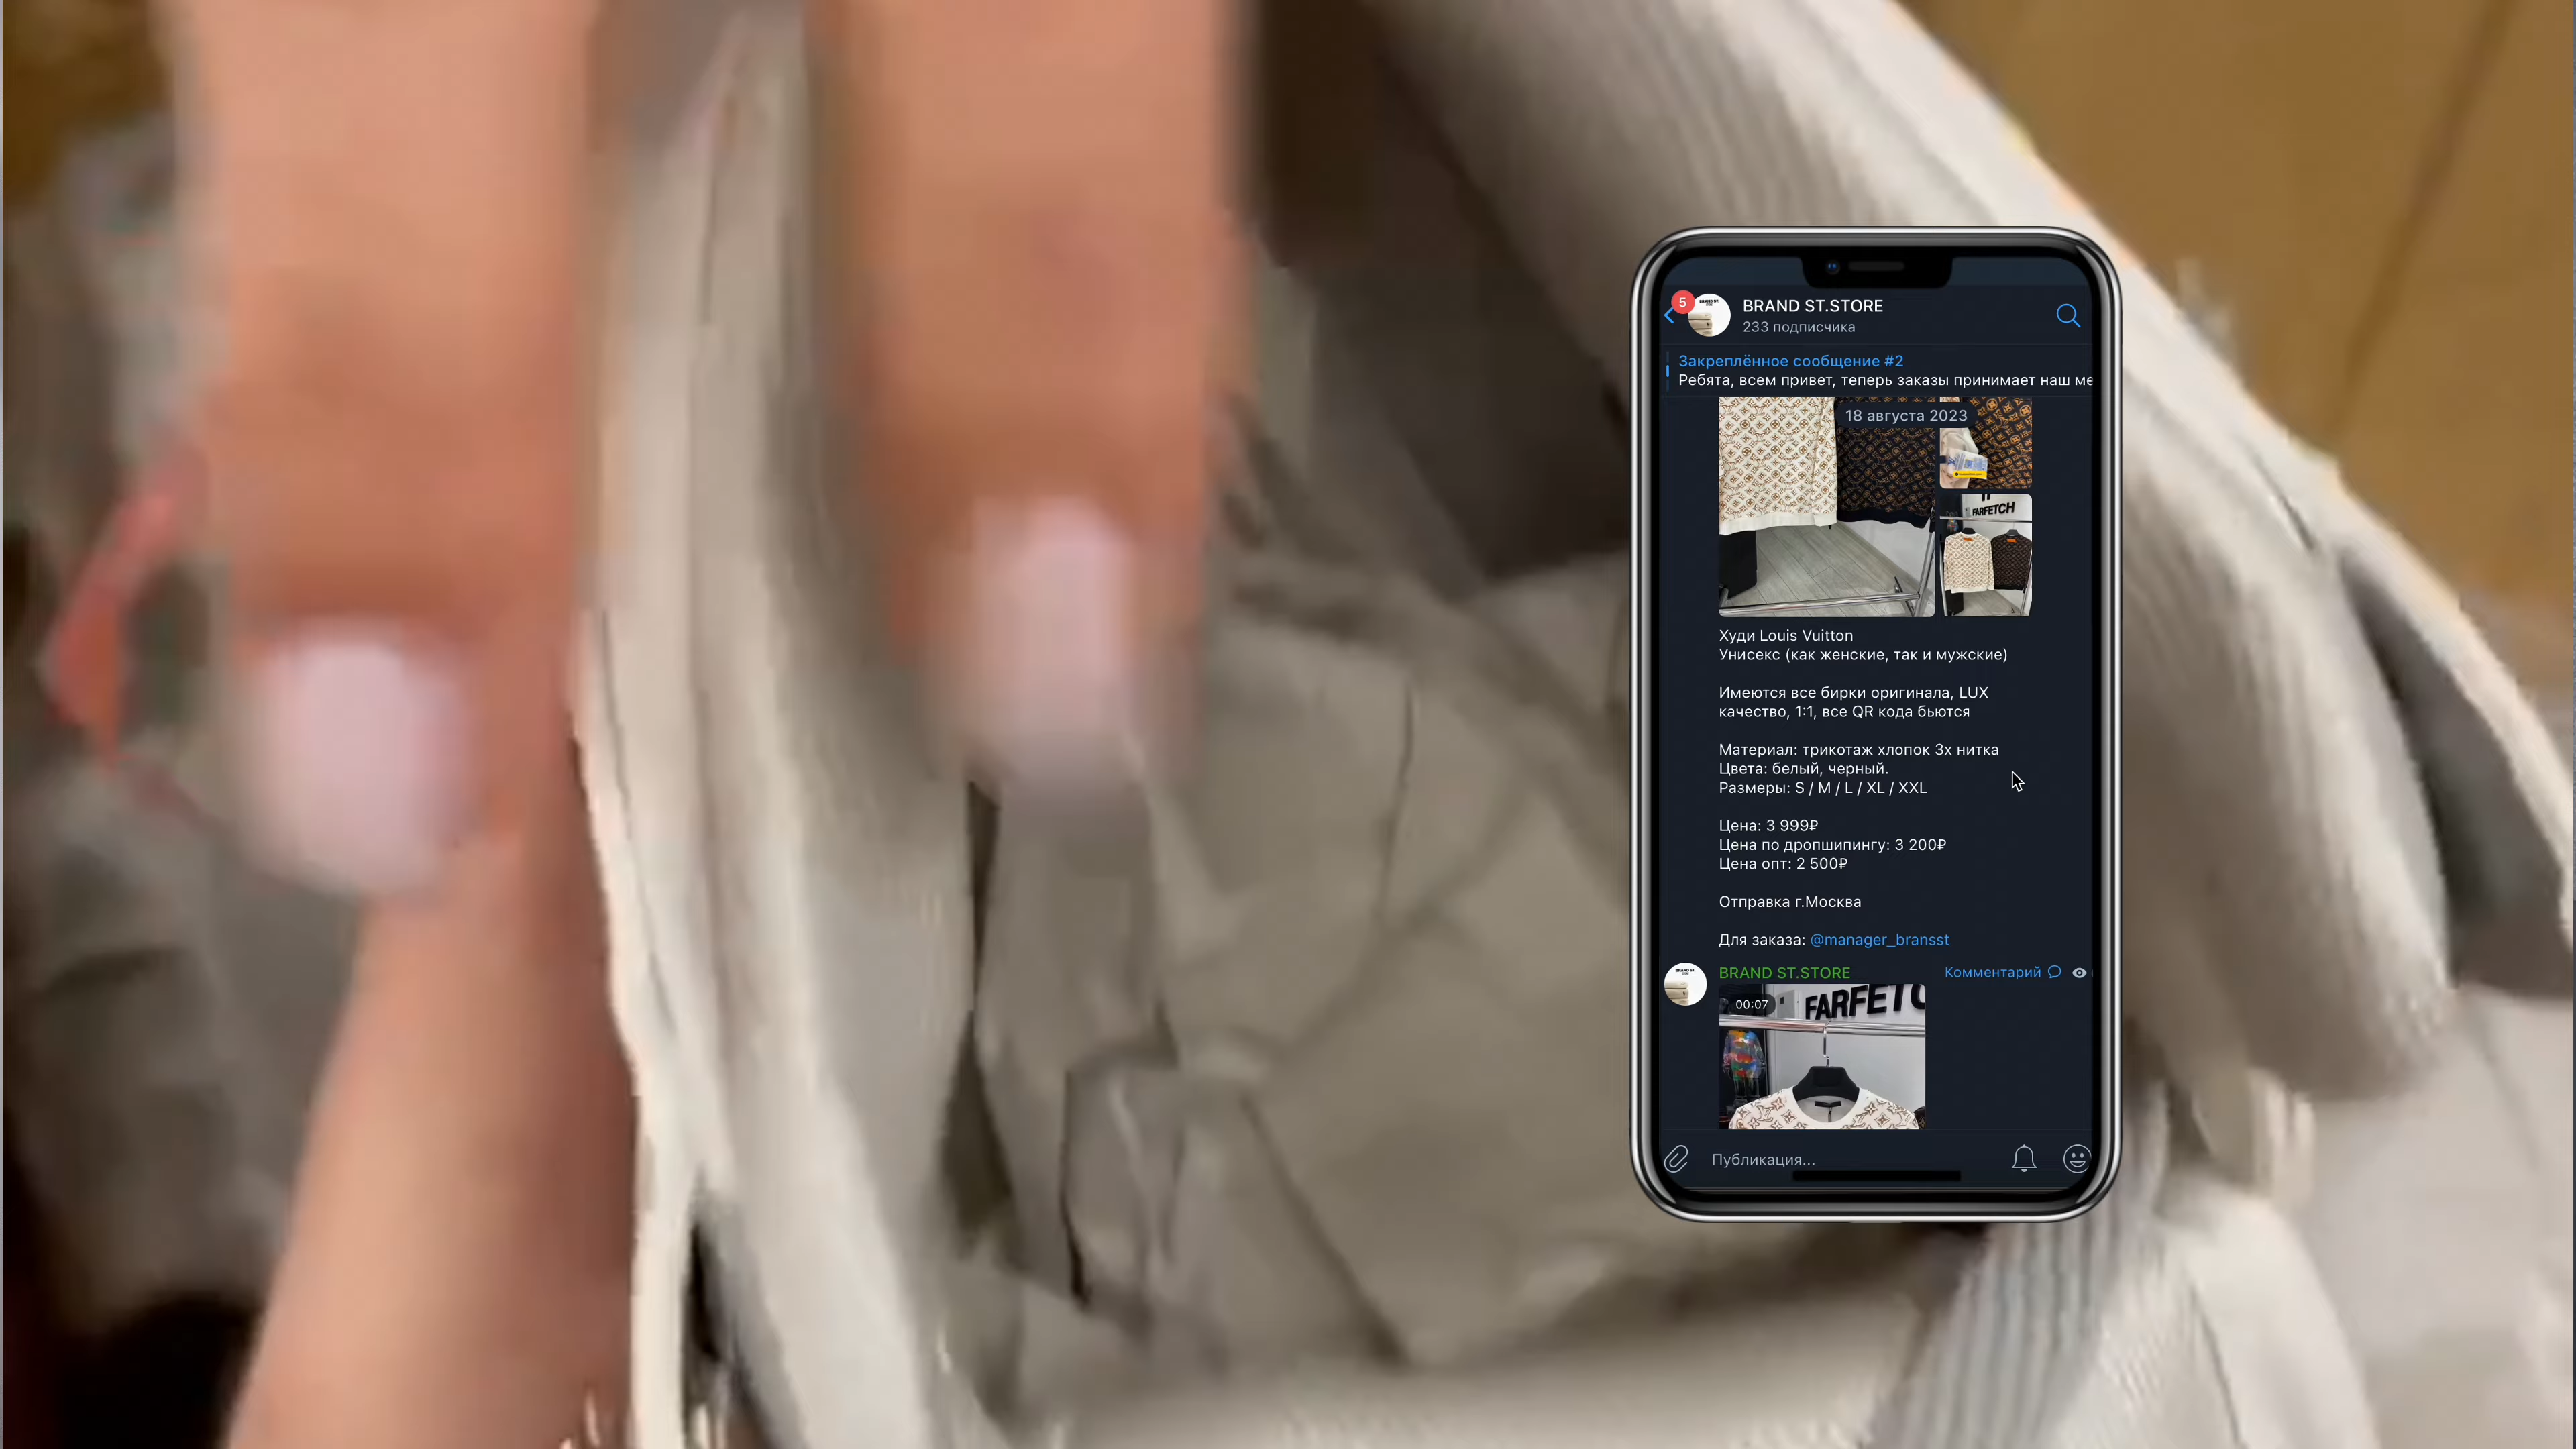 5
BRAND ST.STORE
233 подписчика
Закреплённое сообщение #2
Ребята, всем привет, теперь заказы принимает наш ме
18 августа 2023
FARFETCH
Худи Louis Vuitton
Унисекс (как женские, так и мужские)
Имеются все бирки оригинала, LUX
качество, 1:1, все QR кода бьются
Материал: трикотаж хлопок 3х нитка
Цвета: белый, черный.
Размеры: S / M / L / XL / XXL
Цена: 3 999₽
Цена по дропшипингу: 3 200₽
Цена опт: 2 500₽
Отправка г.Москва
Для заказа: @manager_bransst
BRAND ST.STORE
Комментарий
00:07
FARFETC
Публикация...